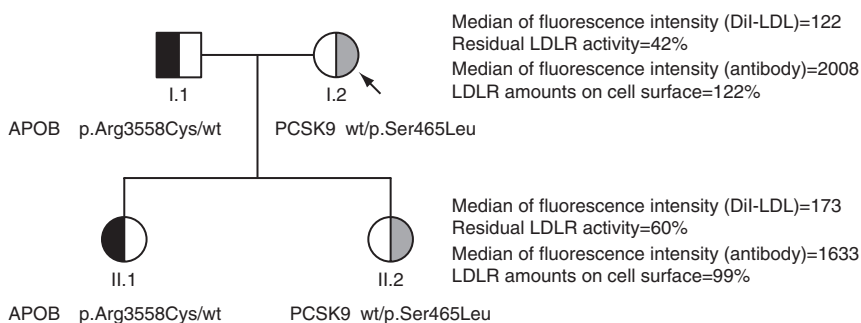 Median of fluorescence intensity (DiI-LDL)=122
Residual LDLR activity=42%
Median of fluorescence intensity (antibody)=2008
LDLR amounts on cell surface=122%
I.1
I.2
APOB p.Arg3558Cys/wt
PCSK9 wt/p.Ser465Leu
Median of fluorescence intensity (DiI-LDL)=173
Residual LDLR activity=60%
Median of fluorescence intensity (antibody)=1633
LDLR amounts on cell surface=99%
II.1
II.2
APOB p.Arg3558Cys/wt
PCSK9 wt/p.Ser465Leu